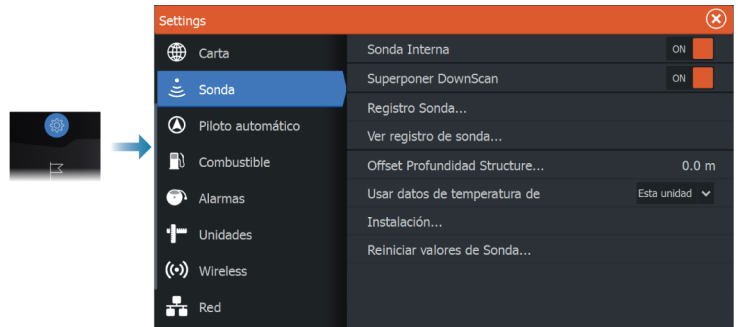 Settings
Carta
Sonda
Piloto automático
Combustible
Alarmas
Unidades
Wireless
Red
Sonda Interna ON
Superponer DownScan ON
Registro Sonda...
Ver registro de sonda...
Offset Profundidad Structure... 0.0 m
Usar datos de temperatura de Esta unidad
Instalación...
Reiniciar valores de Sonda...